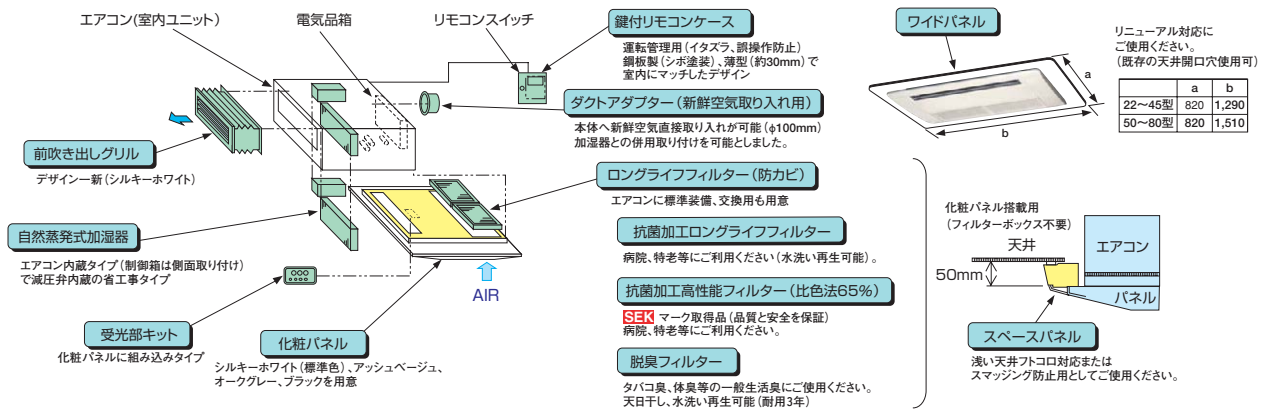 エアコン(室内ユニット)
電気品箱
リモコンスイッチ
鍵付リモコンケース
運転管理用(イタズラ、誤操作防止)
鋼板製(シボ塗装)、薄型(約30mm)で
室内にマッチしたデザイン
ダクトアダプター(新鮮空気取り入れ用)
本体へ新鮮空気直接取り入れが可能(φ100mm)
加湿器との併用取り付けを可能としました。
前吹き出しグリル
デザイン一新(シルキーホワイト)
ロングライフフィルター(防カビ)
エアコンに標準装備、交換用も用意
自然蒸発式加湿器
エアコン内蔵タイプ(制御箱は側面取り付け)
で減圧弁内蔵の省工事タイプ
抗菌加工ロングライフフィルター
病院、特老等にご利用ください(水洗い再生可能)。
AIR
抗菌加工高性能フィルター(比色法65%)
SEK マーク取得品(品質と安全を保証)
病院、特老等にご利用ください。
受光部キット
化粧パネルに組み込みタイプ
化粧パネル
シルキーホワイト(標準色)、アッシュベージュ、
オークグレー、ブラックを用意
脱臭フィルター
タバコ臭、体臭等の一般生活臭にご使用ください。
天日干し、水洗い再生可能(耐用3年)
ワイドパネル
a
b
リニューアル対応に
ご使用ください。
(既存の天井開口穴使用可)
a b
22〜45型 820 1,290
50〜80型 820 1,510
化粧パネル搭載用
(フィルターボックス不要)
天井
エアコン
50mm
パネル
スペースパネル
浅い天井フトコロ対応または
スマッジング防止用としてご使用ください。